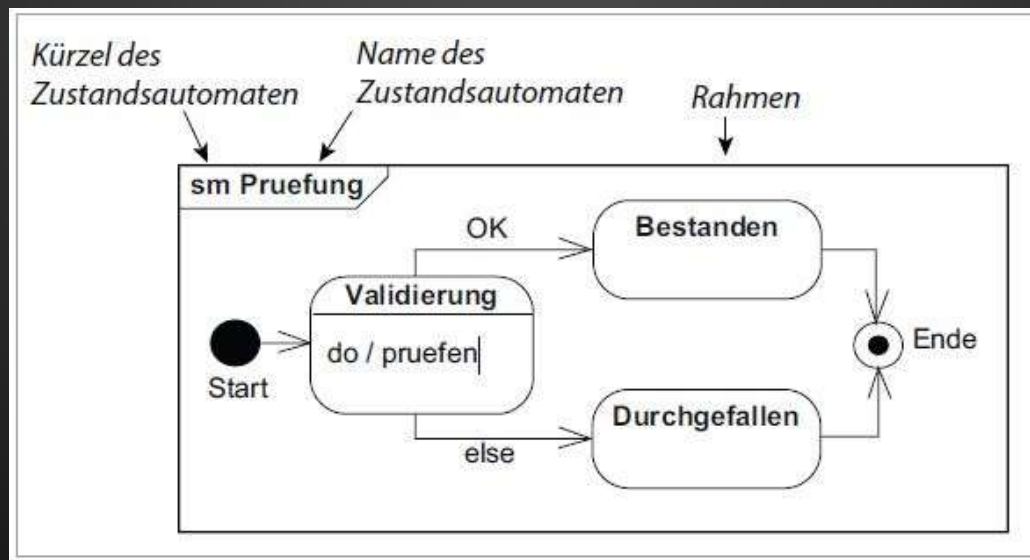 Kürzel des
Zustandsautomaten
Name des
Zustandsautomaten
Rahmen
sm Pruefung
OK
Bestanden
Validierung
do / pruefen
Start
Ende
Durchgefallen
else